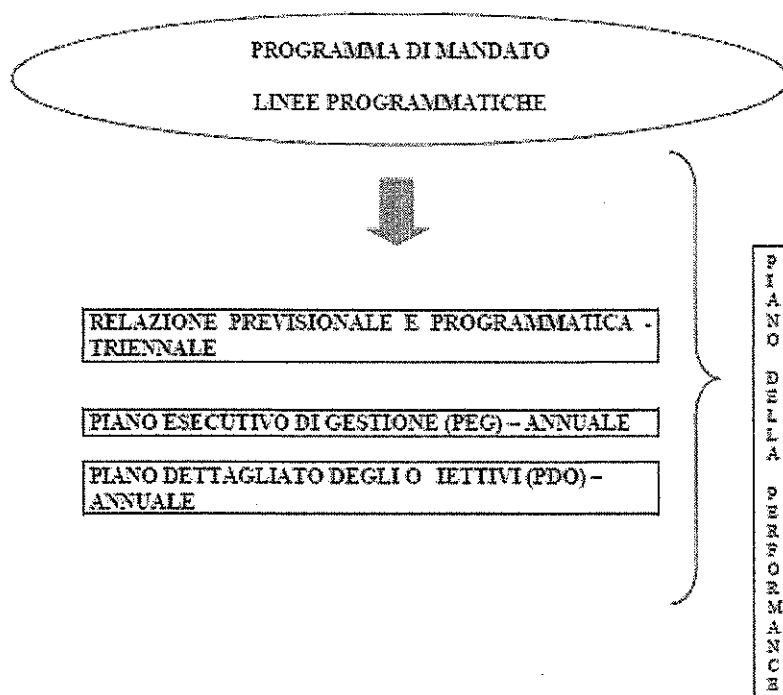 PROGRAMMA DI MANDATO
LINEE PROGRAMMATICHE
RELAZIONE PREVISIONALE E PROGRAMMATICA -
TRIENNALE
PIANO ESECUTIVO DI GESTIONE (PEG) – ANNUALE
PIANO DETTAGLIATO DEGLI O IETTIVI (PDO) –
ANNUALE
PIANO DELLA PERFORMANCE